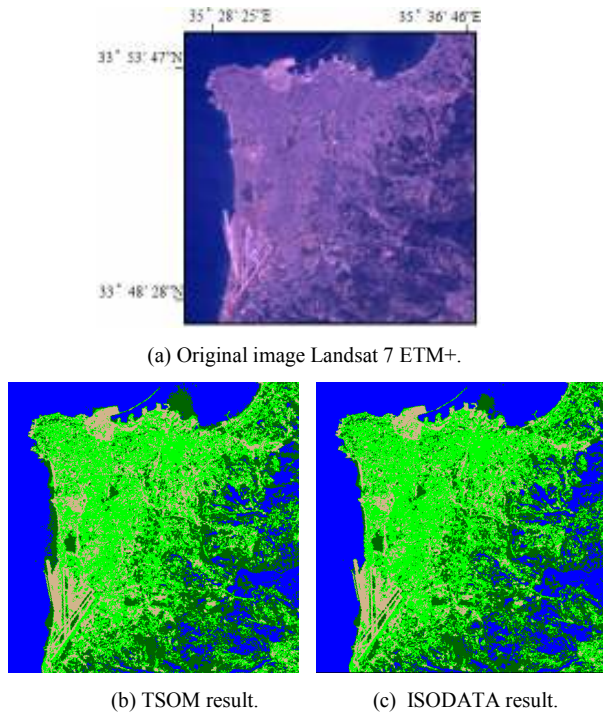 35˚ 28' 25"E 35˚ 36' 46"E
33˚ 53' 47"N
33˚ 48' 28"N
(a) Original image Landsat 7 ETM+.
(b) TSOM result. (c) ISODATA result.